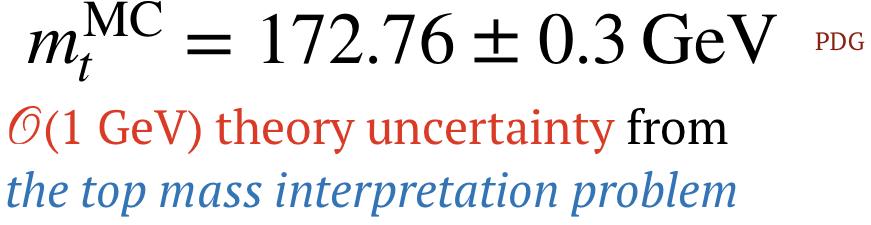 m_t^MC = 172.76 ± 0.3 GeV PDG
𝒪(1 GeV) theory uncertainty from
the top mass interpretation problem